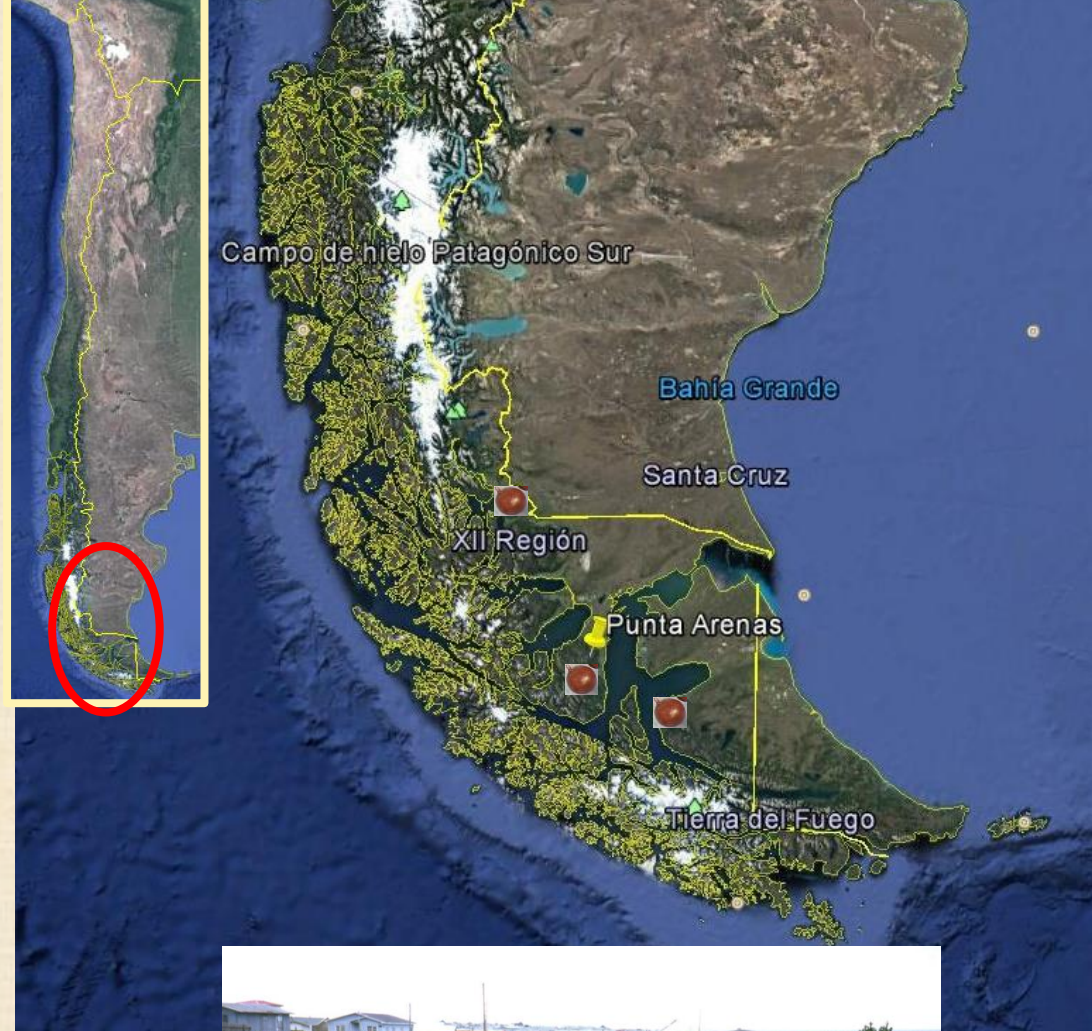 Campo de hielo Patagónico Sur
Bahía Grande
Santa Cruz
XII Región
Punta Arenas
Tierra del Fuego